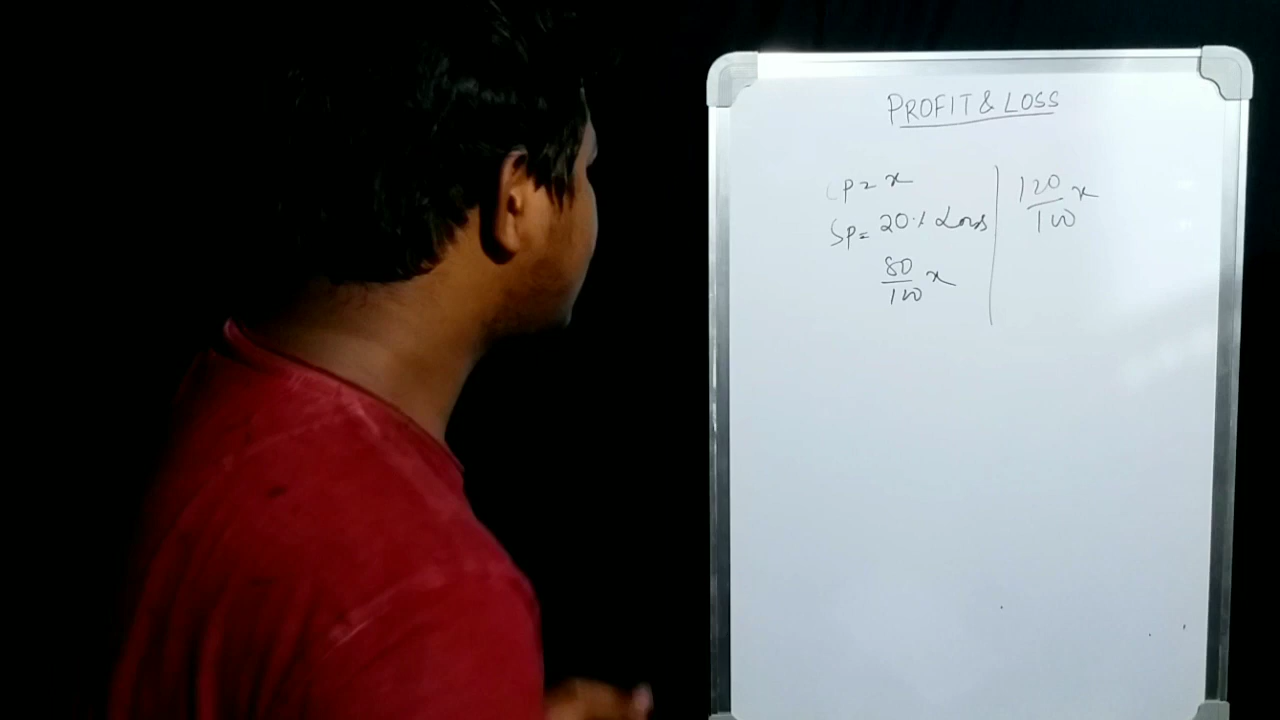 PROFIT & LOSS
CP = x
SP = 20% Loss
80/100 x
120/100 x